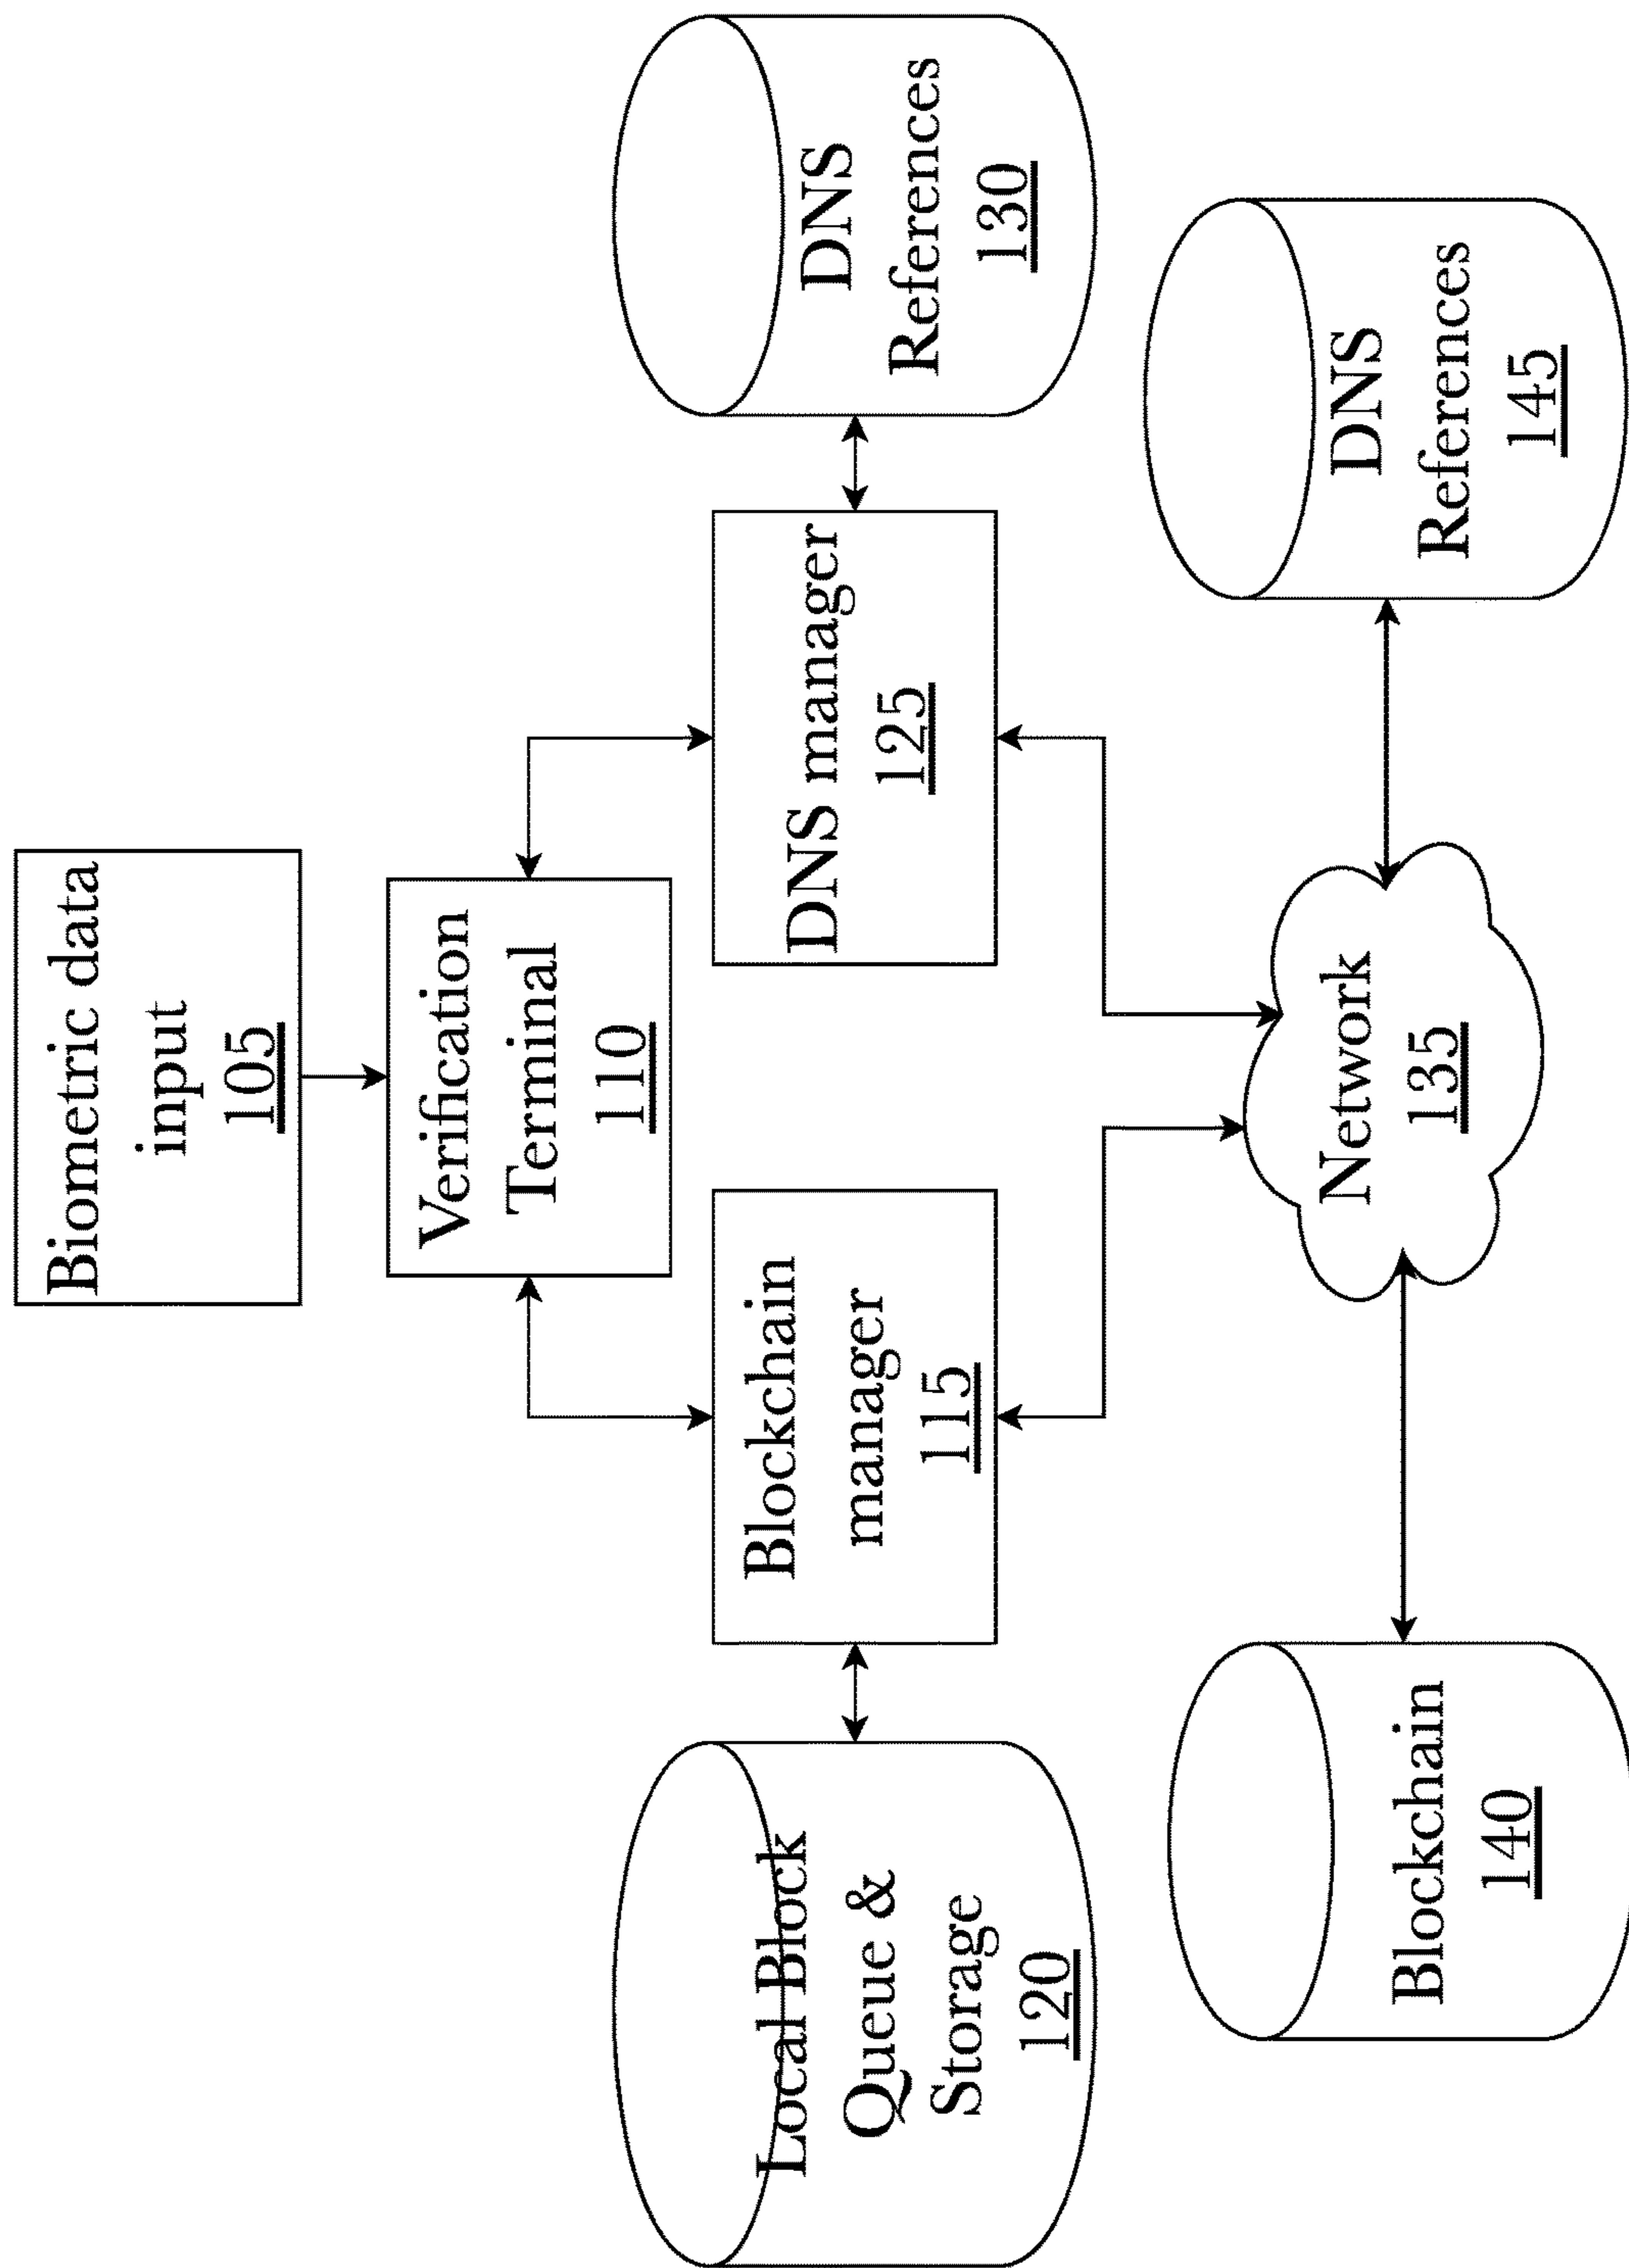 Biometric data
input
105
Verification
Terminal
110
Local Block
Queue &
Storage
120
Blockchain
manager
115
DNS manager
125
DNS
References
130
Blockchain
140
Network
135
DNS
References
145